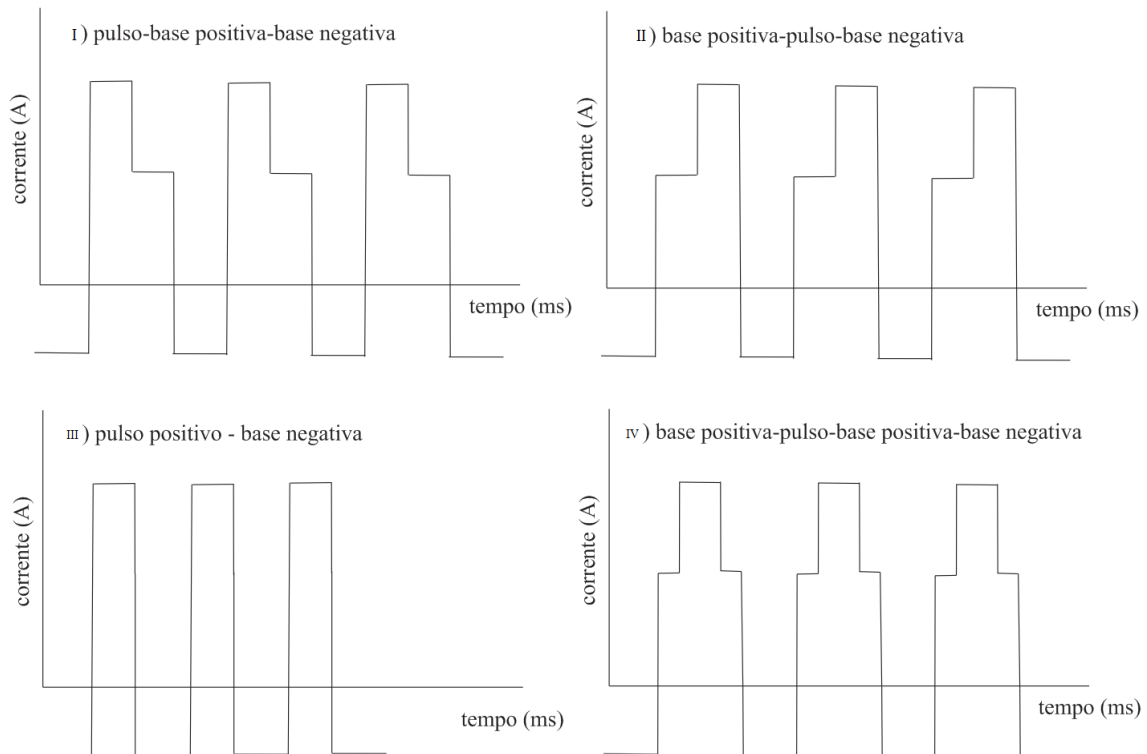 I) pulso-base positiva-base negativa
corrente (A)
tempo (ms)
II) base positiva-pulso-base negativa
corrente (A)
tempo (ms)
III) pulso positivo - base negativa
corrente (A)
tempo (ms)
IV) base positiva-pulso-base positiva-base negativa
corrente (A)
tempo (ms)